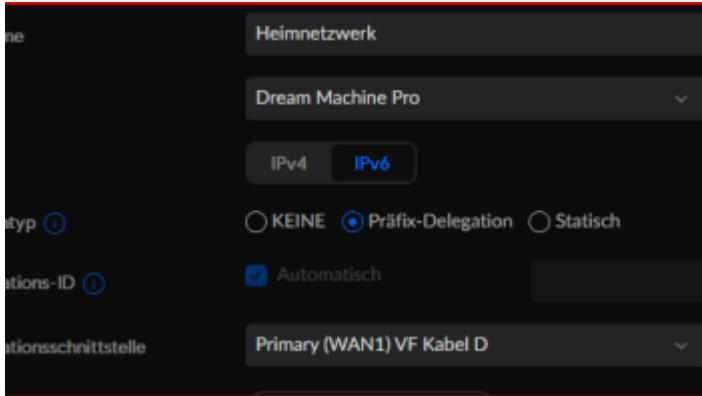 ne Heimnetzwerk
Dream Machine Pro
IPv4 IPv6
typ KEINE Präfix-Delegation Statisch
ations-ID Automatisch
ationsschnittstelle Primary (WAN1) VF Kabel D